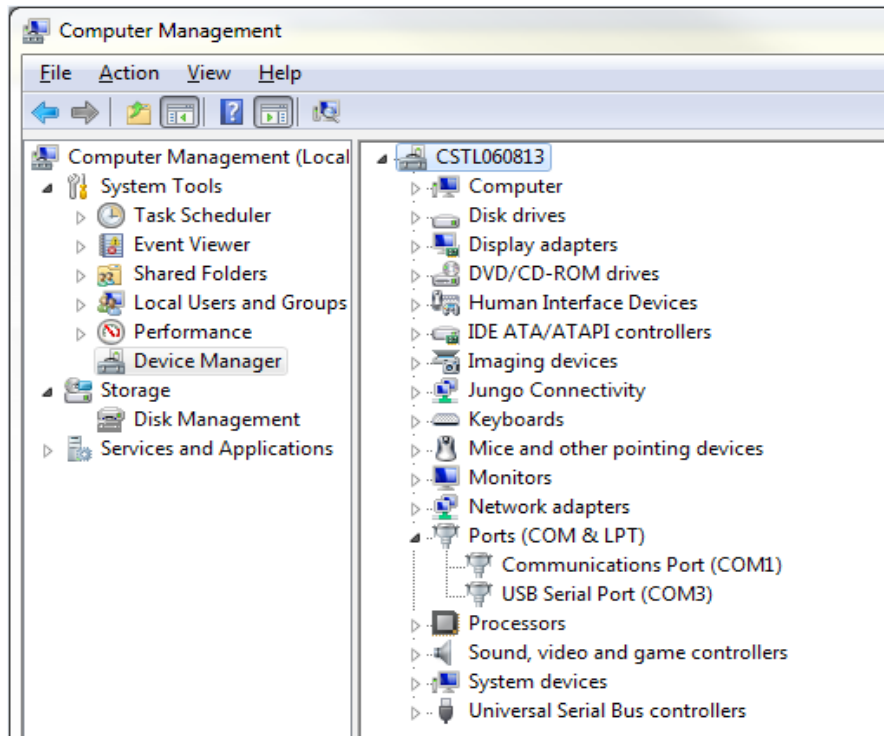 Computer Management
File Action View Help
Computer Management (Local
System Tools
Task Scheduler
Event Viewer
Shared Folders
Local Users and Groups
Performance
Device Manager
Storage
Disk Management
Services and Applications
CSTL060813
Computer
Disk drives
Display adapters
DVD/CD-ROM drives
Human Interface Devices
IDE ATA/ATAPI controllers
Imaging devices
Jungo Connectivity
Keyboards
Mice and other pointing devices
Monitors
Network adapters
Ports (COM & LPT)
Communications Port (COM1)
USB Serial Port (COM3)
Processors
Sound, video and game controllers
System devices
Universal Serial Bus controllers